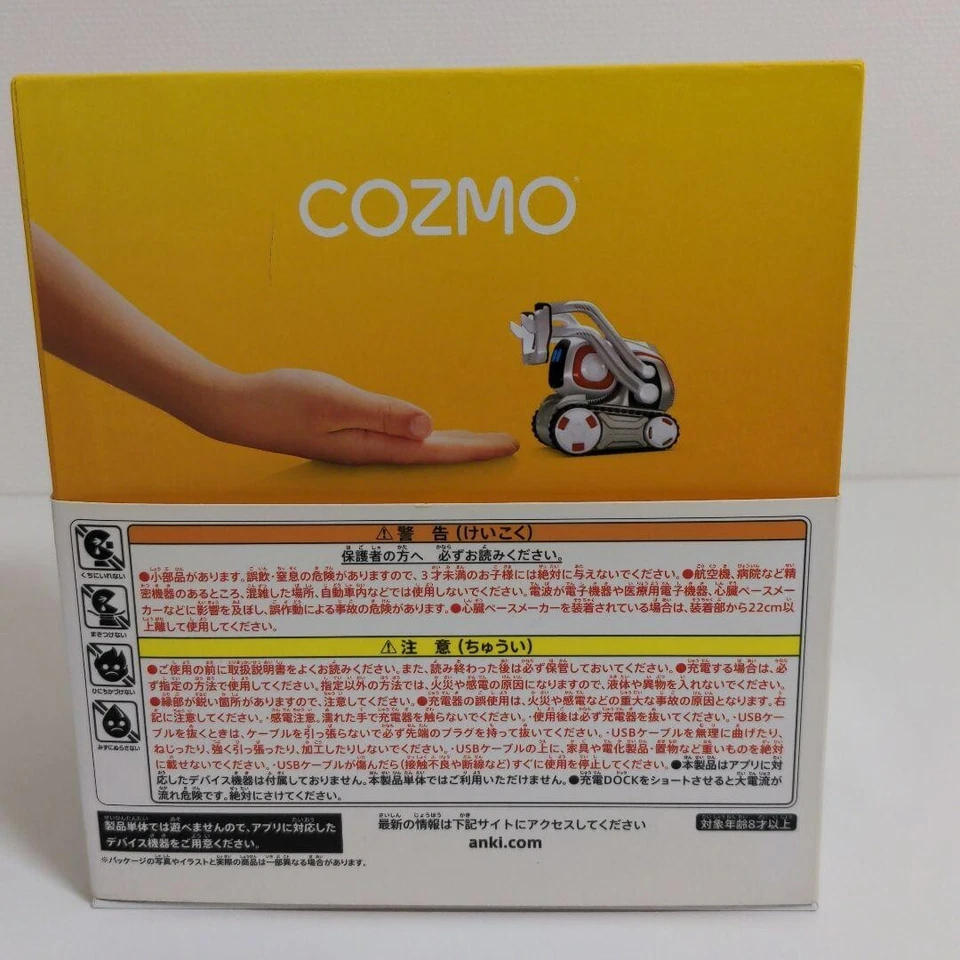 COZMO
⚠警 告(けいこく)
保護者の方へ 必ずお読みください。
●小部品があります。誤飲・窒息の危険がありますので、3才未満のお子様には絶対に与えないでください。●航空機、病院など精
密機器のあるところ、混雑した場所、自動車内などでは使用しないでください。電波が電子機器や医療用電子機器、心臓ペースメー
カーなどに影響を及ぼし、誤作動による事故の危険があります。●心臓ペースメーカーを装着されている場合は、装着部から22cm以
上離して使用してください。
くちにいれない
まきつけない
ひにちかづけない
みずにぬらさない
⚠注 意(ちゅうい)
●ご使用の前に取扱説明書をよくお読みください。また、読み終わった後は必ず保管しておいてください。●充電する場合は、必
ず指定の方法で使用してください。指定以外の方法では、火災や感電の原因になりますので、液体や異物を入れないでください。
●縁部が鋭い箇所がありますので、注意してください。●充電器の誤使用は、火災や感電などの重大な事故の原因となります。右
記に注意してください。・感電注意。濡れた手で充電器を触らないでください。・使用後は必ず充電器を抜いてください。・USBケー
ブルを抜くときは、ケーブルを引っ張らないで必ず先端のプラグを持って抜いてください。・USBケーブルを無理に曲げたり、
ねじったり、強く引っ張ったり、加工したりしないでください。・USBケーブルの上に、家具や電化製品・置物など重いものを絶対
に載せないでください。・USBケーブルが傷んだら(接触不良や断線など)すぐに使用を停止してください。●本製品はアプリに対
応したデバイス機器は付属しておりません。本製品単体ではご利用いただけません。●充電DOCKをショートさせると大電流が
流れ危険です。絶対にさけてください。
製品単体では遊べませんので、アプリに対応した
デバイス機器をご用意ください。
最新の情報は下記サイトにアクセスしてください
anki.com
対象年齢8才以上
※パッケージの写真やイラストと実際の商品は一部異なる場合があります。